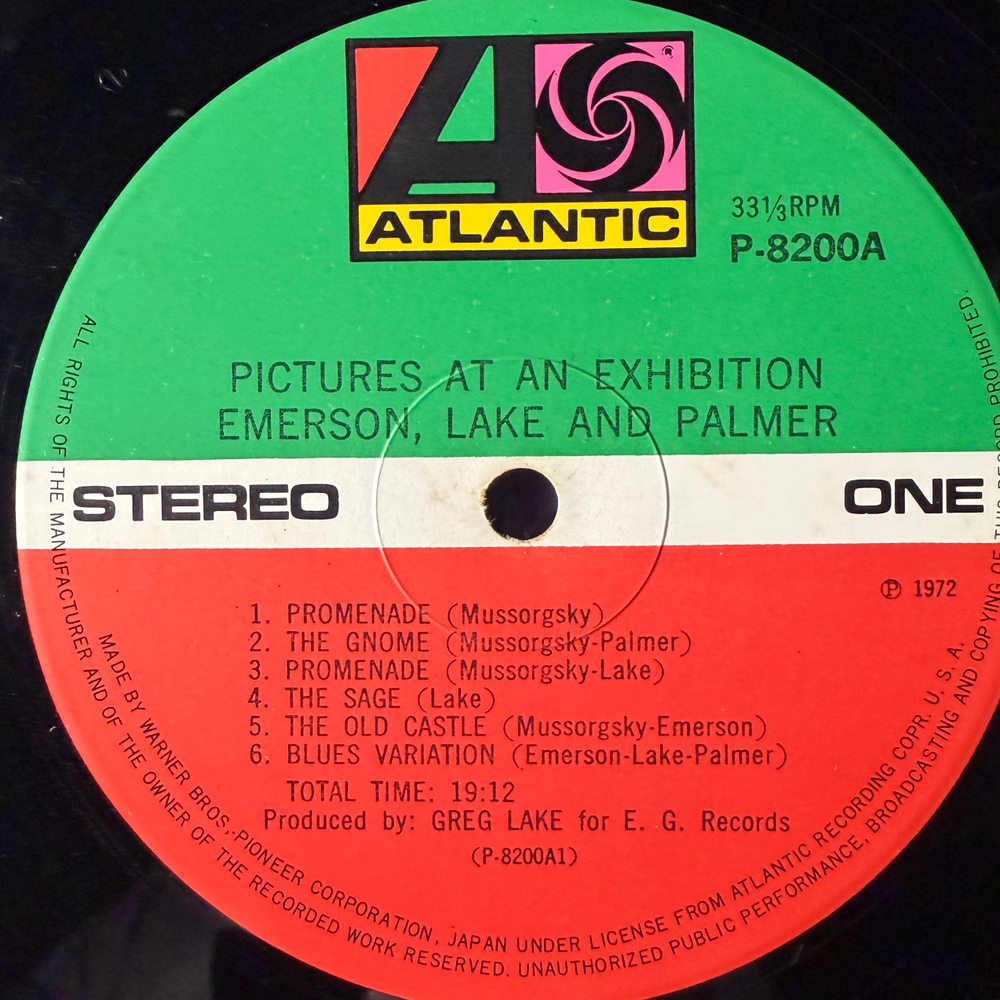 ATLANTIC
33⅓RPM
P-8200A
PICTURES AT AN EXHIBITION
EMERSON, LAKE AND PALMER
STEREO
ONE
Ⓟ 1972
1. PROMENADE (Mussorgsky)
2. THE GNOME (Mussorgsky-Palmer)
3. PROMENADE (Mussorgsky-Lake)
4. THE SAGE (Lake)
5. THE OLD CASTLE (Mussorgsky-Emerson)
6. BLUES VARIATION (Emerson-Lake-Palmer)
TOTAL TIME: 19:12
Produced by: GREG LAKE for E. G. Records
(P-8200A1)
MADE BY WARNER BROS.-PIONEER CORPORATION, JAPAN UNDER LICENSE FROM ATLANTIC RECORDING COPR. U. S. A.
ALL RIGHTS OF THE MANUFACTURER AND OF THE OWNER OF THE RECORDED WORK RESERVED. UNAUTHORIZED PUBLIC PERFORMANCE, BROADCASTING AND COPYING OF THIS RECORD PROHIBITED.